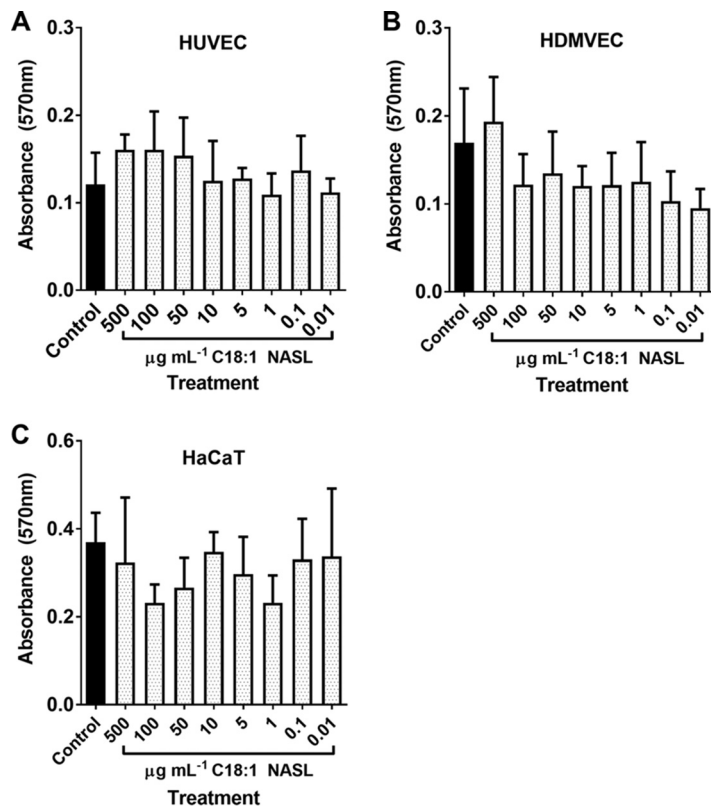 A
HUVEC
Absorbance (570nm)
0.3
0.2
0.1
0.0
Control 500 100 50 10 5 1 0.1 0.01
μg mL⁻¹ C18:1 NASL
Treatment
B
HDMVEC
Absorbance (570nm)
0.3
0.2
0.1
0.0
Control 500 100 50 10 5 1 0.1 0.01
μg mL⁻¹ C18:1 NASL
Treatment
C
HaCaT
Absorbance (570nm)
0.6
0.4
0.2
0.0
Control 500 100 50 10 5 1 0.1 0.01
μg mL⁻¹ C18:1 NASL
Treatment